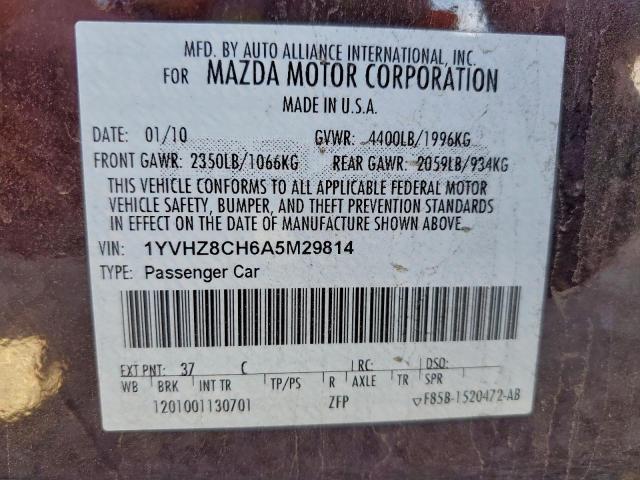 MFD. BY AUTO ALLIANCE INTERNATIONAL, INC.
FOR MAZDA MOTOR CORPORATION
MADE IN U.S.A.
DATE: 01/10 GVWR: 4400LB/1996KG
FRONT GAWR: 2350LB/1066KG REAR GAWR: 2059LB/934KG
THIS VEHICLE CONFORMS TO ALL APPLICABLE FEDERAL MOTOR
VEHICLE SAFETY, BUMPER, AND THEFT PREVENTION STANDARDS
IN EFFECT ON THE DATE OF MANUFACTURE SHOWN ABOVE.
VIN: 1YVHZ8CH6A5M29814
TYPE: Passenger Car
EXT PNT: 37 C RC: DSO:
WB BRK INT TR TP/PS R AXLE TR SPR
1201001130701 ZFP F85B-1520472-AB